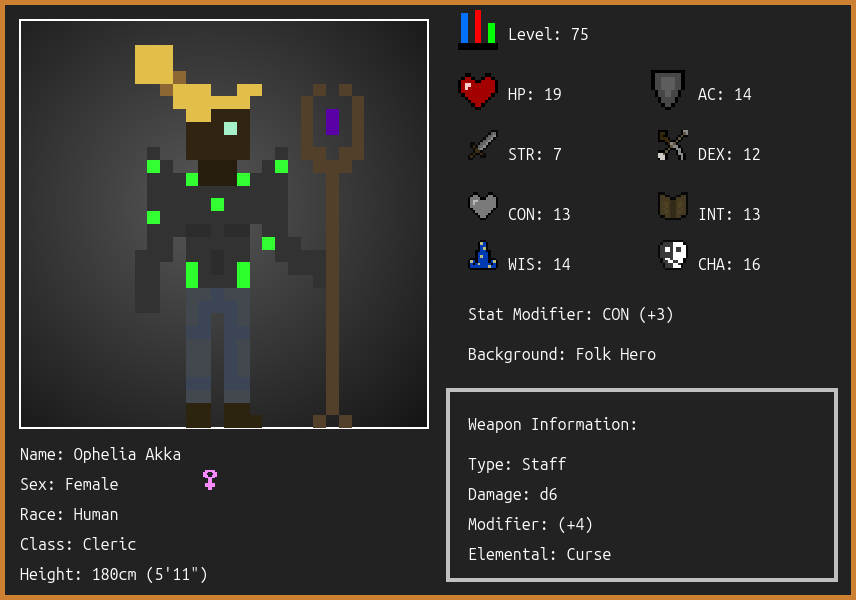 Level: 75
HP: 19
AC: 14
STR: 7
DEX: 12
CON: 13
INT: 13
WIS: 14
CHA: 16
Stat Modifier: CON (+3)
Background: Folk Hero
Weapon Information:
Type: Staff
Damage: d6
Modifier: (+4)
Elemental: Curse
Name: Ophelia Akka
Sex: Female
Race: Human
Class: Cleric
Height: 180cm (5'11")